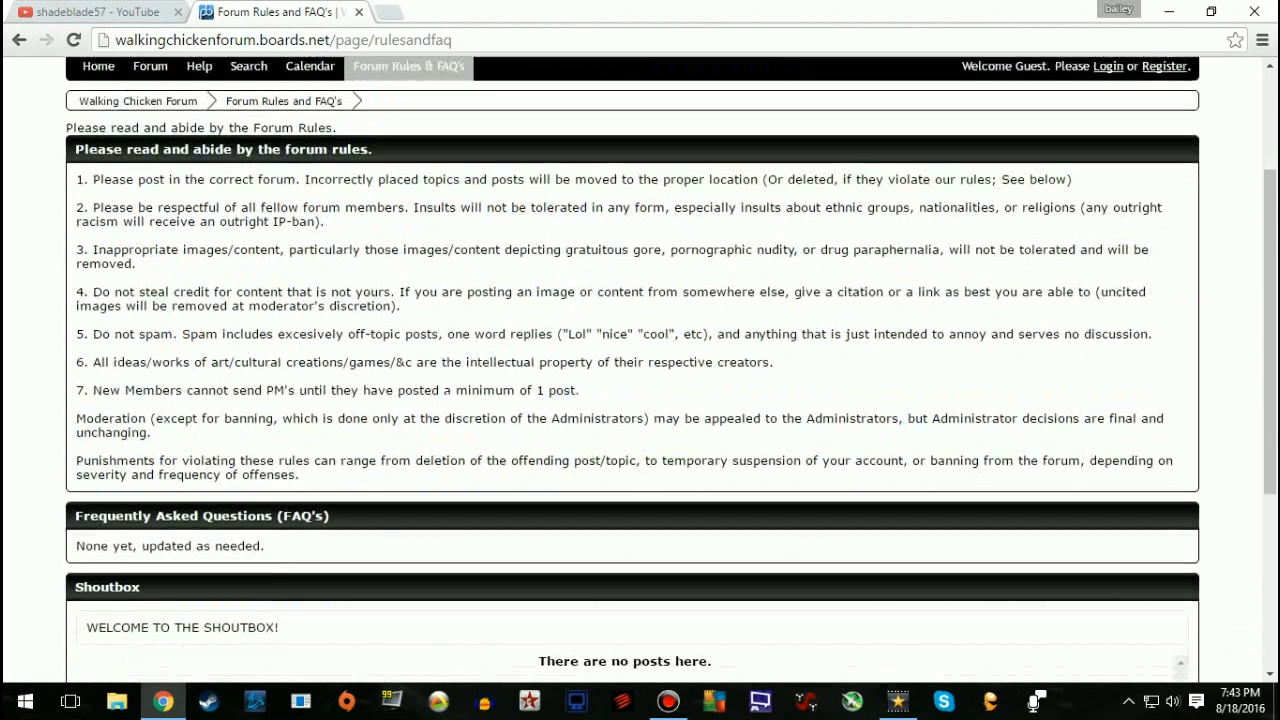 shadeblade57 - YouTube
Forum Rules and FAQ's |
bailey
walkingchickenforum.boards.net/page/rulesandfaq
Home Forum Help Search Calendar Forum Rules & FAQ's Welcome Guest. Please Login or Register.
Walking Chicken Forum Forum Rules and FAQ's
Please read and abide by the Forum Rules.
Please read and abide by the forum rules.
1. Please post in the correct forum. Incorrectly placed topics and posts will be moved to the proper location (Or deleted, if they violate our rules; See below)
2. Please be respectful of all fellow forum members. Insults will not be tolerated in any form, especially insults about ethnic groups, nationalities, or religions (any outright
racism will receive an outright IP-ban).
3. Inappropriate images/content, particularly those images/content depicting gratuitous gore, pornographic nudity, or drug paraphernalia, will not be tolerated and will be
removed.
4. Do not steal credit for content that is not yours. If you are posting an image or content from somewhere else, give a citation or a link as best you are able to (uncited
images will be removed at moderator's discretion).
5. Do not spam. Spam includes excesively off-topic posts, one word replies ("Lol" "nice" "cool", etc), and anything that is just intended to annoy and serves no discussion.
6. All ideas/works of art/cultural creations/games/&c are the intellectual property of their respective creators.
7. New Members cannot send PM's until they have posted a minimum of 1 post.
Moderation (except for banning, which is done only at the discretion of the Administrators) may be appealed to the Administrators, but Administrator decisions are final and
unchanging.
Punishments for violating these rules can range from deletion of the offending post/topic, to temporary suspension of your account, or banning from the forum, depending on
severity and frequency of offenses.
Frequently Asked Questions (FAQ's)
None yet, updated as needed.
Shoutbox
WELCOME TO THE SHOUTBOX!
There are no posts here.
99
7:43 PM
8/18/2016